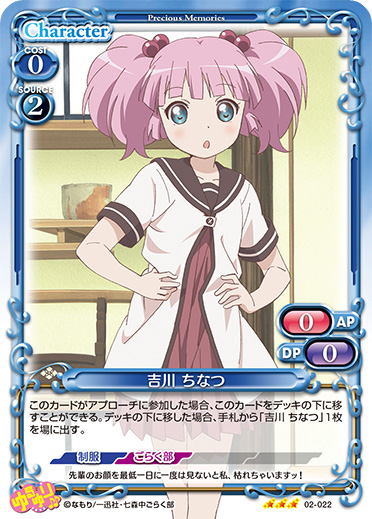 Precious Memories
Character
COST
0
SOURCE
2
0 AP
DP 0
吉川 ちなつ
このカードがアプローチに参加した場合、このカードをデッキの下に移
すことができる。デッキの下に移した場合、手札から「吉川 ちなつ」1枚
を場に出す。
制服 ごらく部
先輩のお顔を最低一日に一度は見ないと私、枯れちゃいますッ!
ゆるゆり
©なもり/一迅社・七森中ごらく部
02-022